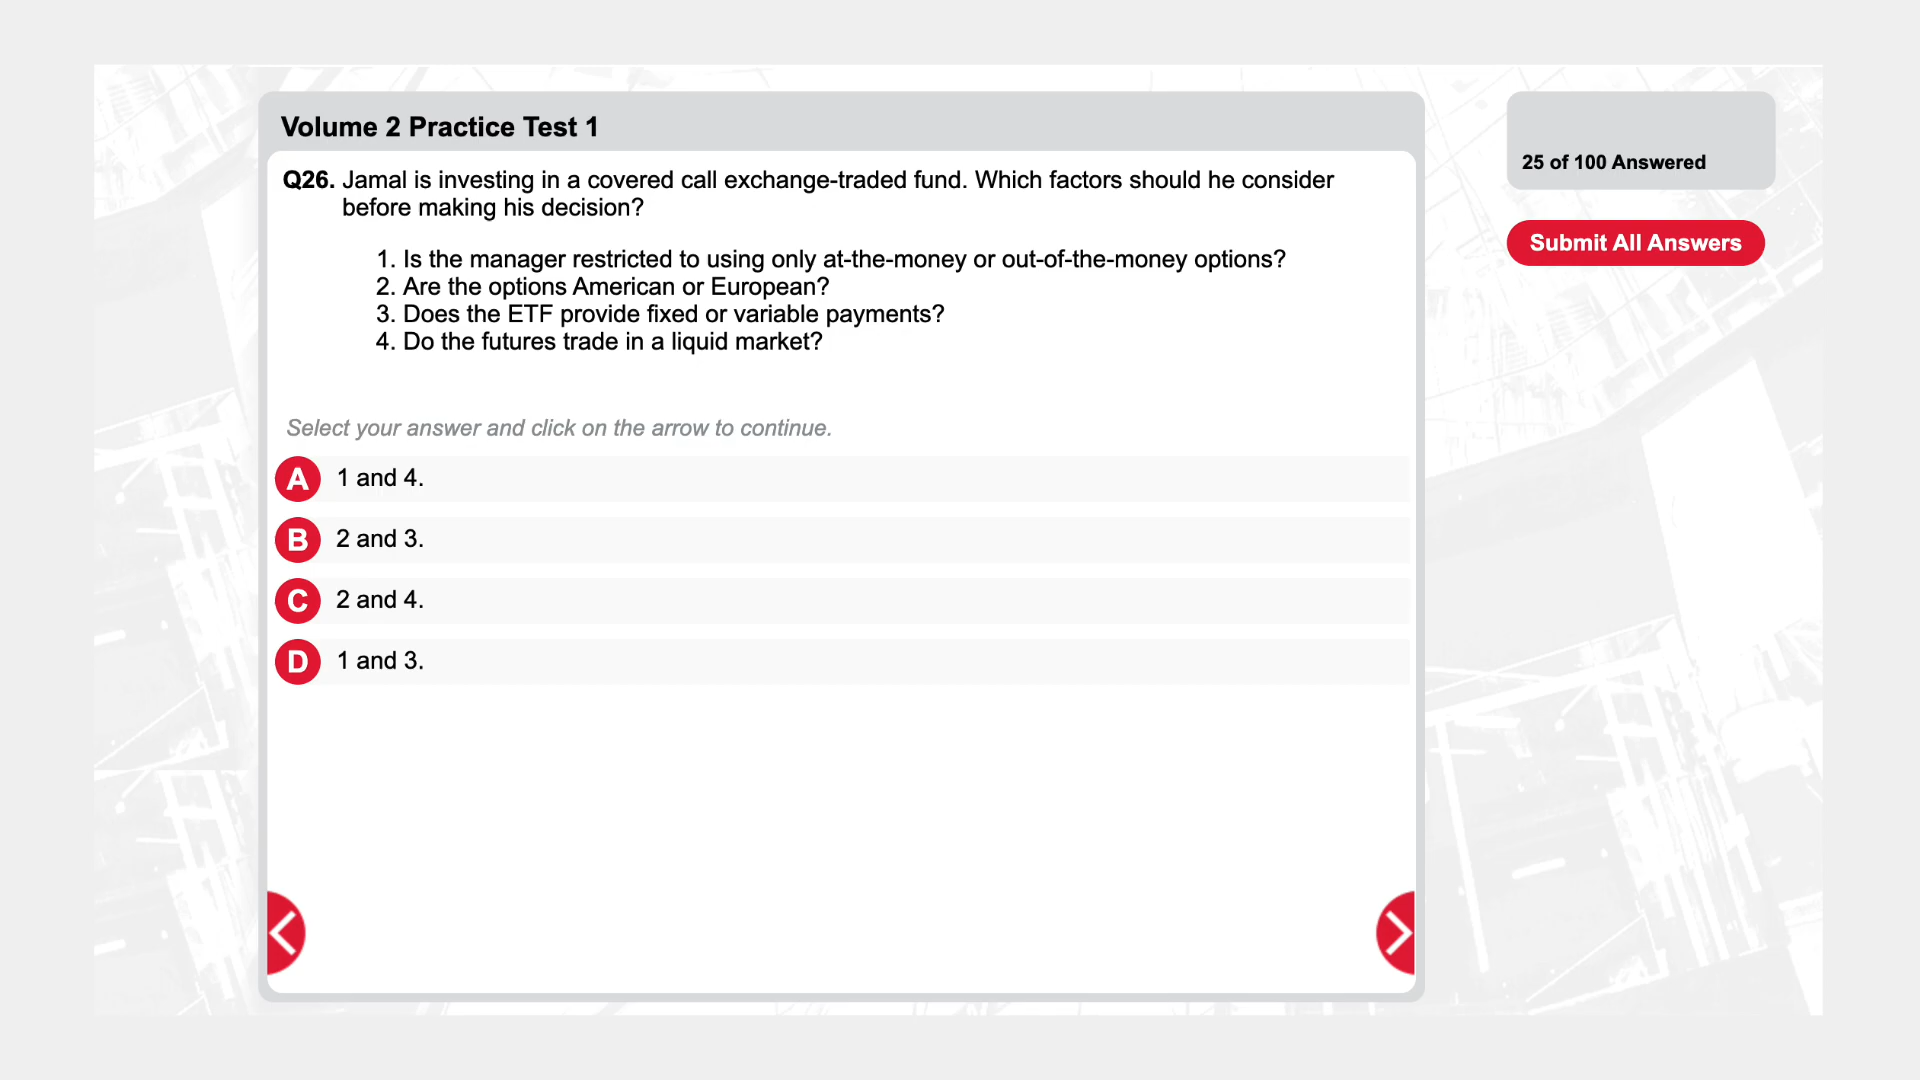 Volume 2 Practice Test 1
25 of 100 Answered
Submit All Answers
Q26. Jamal is investing in a covered call exchange-traded fund. Which factors should he consider
before making his decision?
1. Is the manager restricted to using only at-the-money or out-of-the-money options?
2. Are the options American or European?
3. Does the ETF provide fixed or variable payments?
4. Do the futures trade in a liquid market?
Select your answer and click on the arrow to continue.
A 1 and 4.
B 2 and 3.
C 2 and 4.
D 1 and 3.